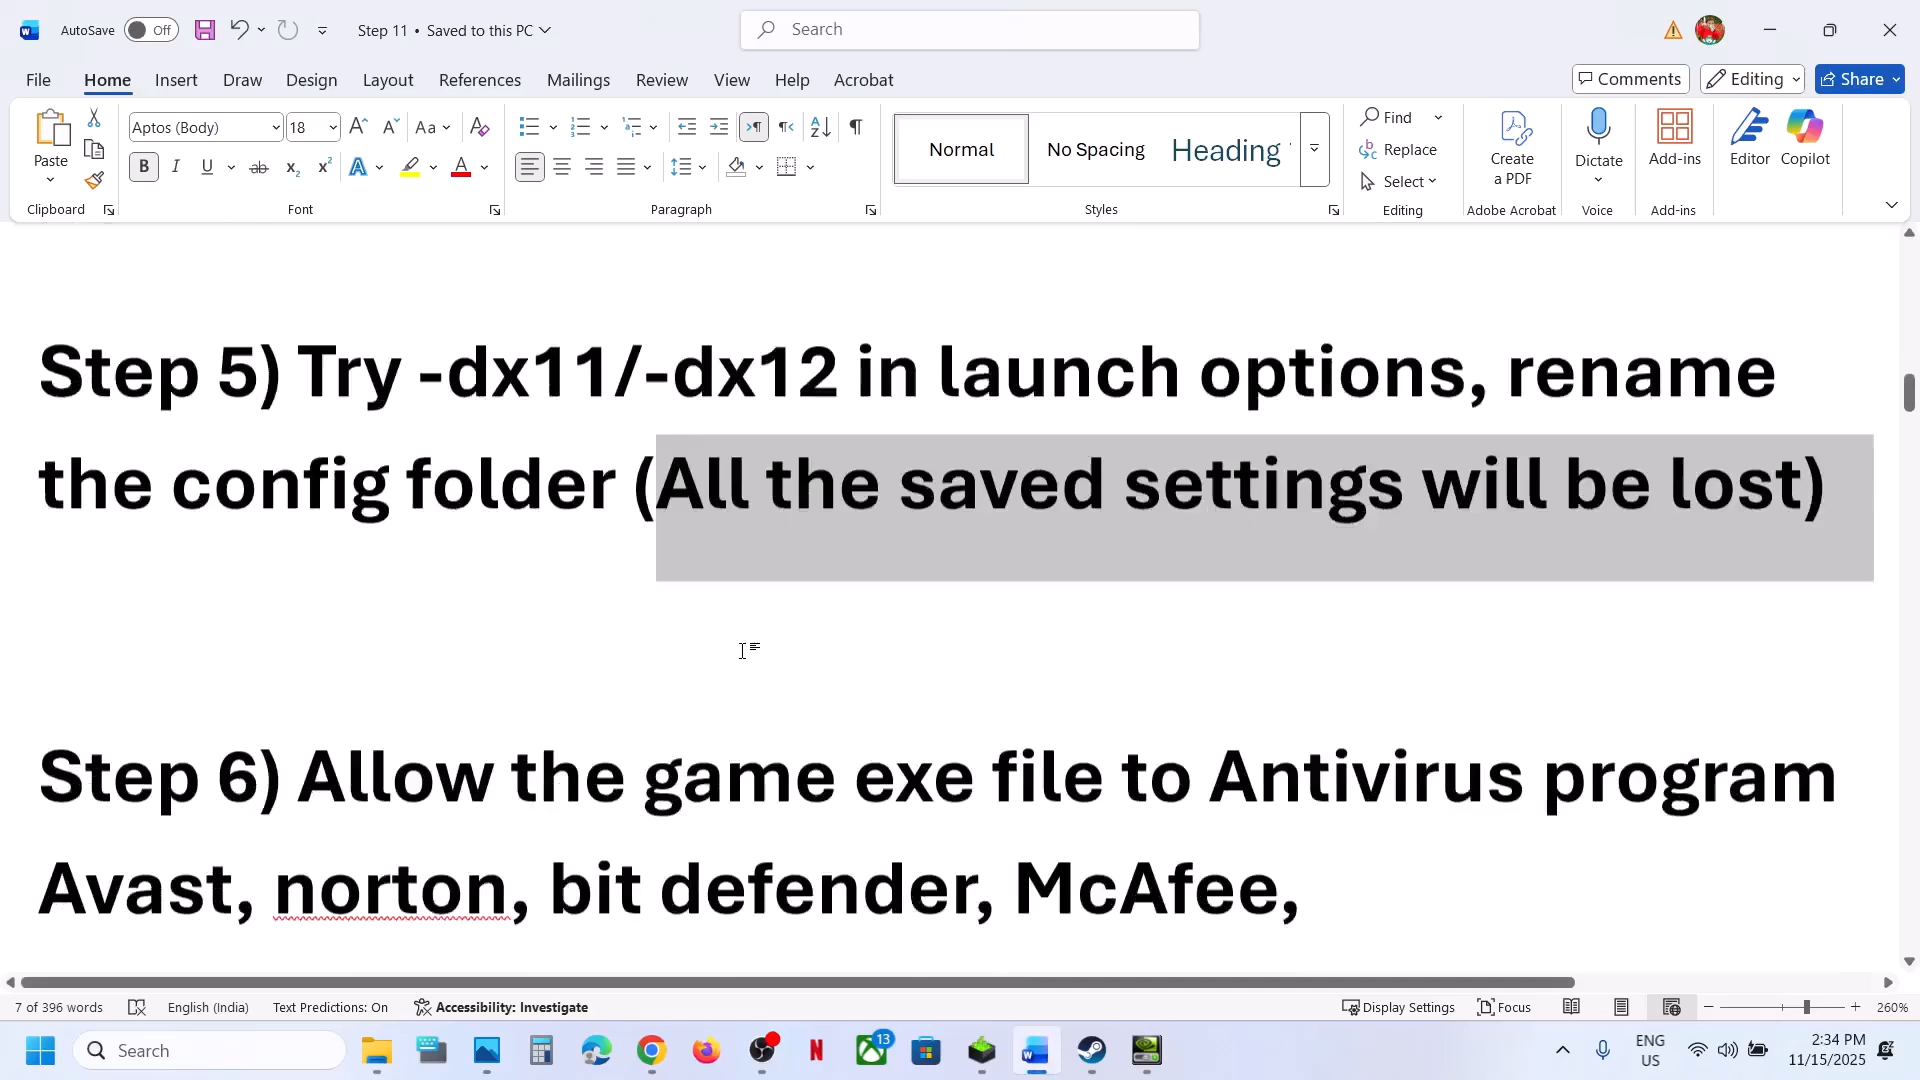 AutoSave Off Step 11 • Saved to this PC Search
File Home Insert Draw Design Layout References Mailings Review View Help Acrobat Comments Editing Share
Paste
Aptos (Body) 18 Aa
B I U ab x₂ x² A A
Normal No Spacing Heading
Find
Replace
Select
Create a PDF
Dictate
Add-ins
Editor
Copilot
Clipboard Font Paragraph Styles Editing Adobe Acrobat Voice Add-ins
Step 5) Try -dx11/-dx12 in launch options, rename
the config folder (All the saved settings will be lost)
Step 6) Allow the game exe file to Antivirus program
Avast, norton, bit defender, McAfee,
7 of 396 words English (India) Text Predictions: On Accessibility: Investigate Display Settings Focus 260%
Search 13 ENG US 2:34 PM 11/15/2025